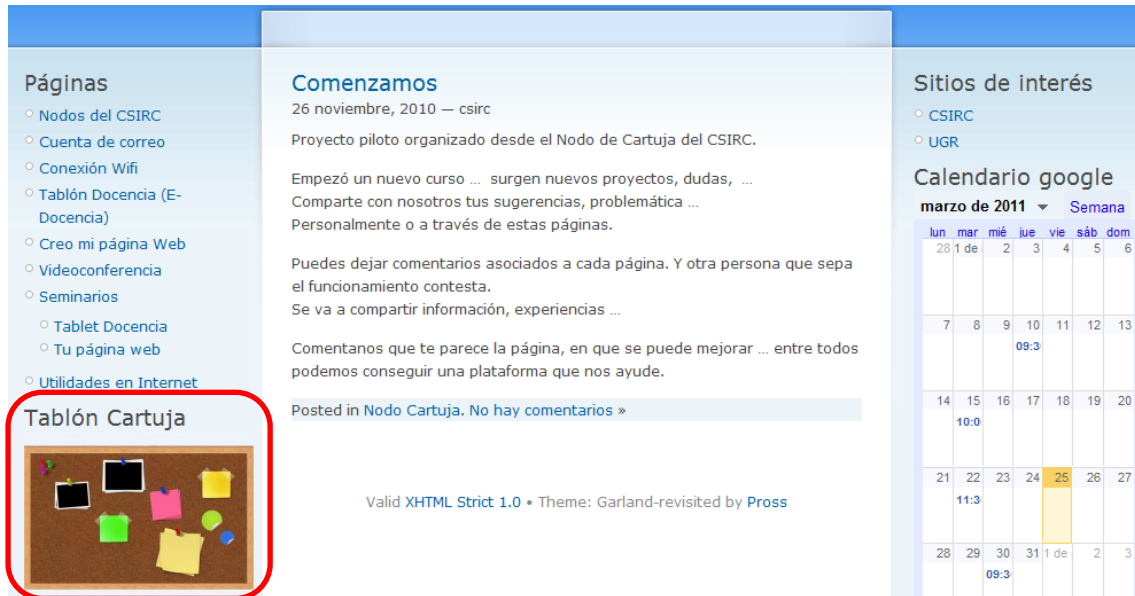 Páginas
Nodos del CSIRC
Cuenta de correo
Conexión Wifi
Tablón Docencia (E-
Docencia)
Creo mi página Web
Videoconferencia
Seminarios
Tablet Docencia
Tu página web
Utilidades en Internet
Tablón Cartuja
Comenzamos
26 noviembre, 2010 — csirc
Proyecto piloto organizado desde el Nodo de Cartuja del CSIRC.
Empezó un nuevo curso ... surgen nuevos proyectos, dudas, ...
Comparte con nosotros tus sugerencias, problemática ...
Personalmente o a través de estas páginas.
Puedes dejar comentarios asociados a cada página. Y otra persona que sepa
el funcionamiento contesta.
Se va a compartir información, experiencias ...
Comentanos que te parece la página, en que se puede mejorar ... entre todos
podemos conseguir una plataforma que nos ayude.
Posted in Nodo Cartuja. No hay comentarios »
Valid XHTML Strict 1.0 • Theme: Garland-revisited by Pross
Sitios de interés
CSIRC
UGR
Calendario google
marzo de 2011 Semana
lun mar mié jue vie sáb dom
28 1 de 2 3 4 5 6
7 8 9 10 11 12 13
09:3
14 15 16 17 18 19 20
10:0
21 22 23 24 25 26 27
11:3
28 29 30 31 1 de 2 3
09:3